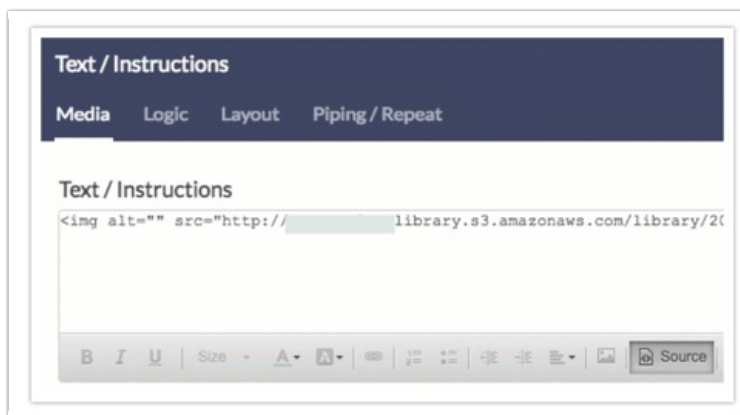 Text / Instructions
Media Logic Layout Piping / Repeat
Text / Instructions
<img alt="" src="http:// library.s3.amazonaws.com/library/20
B I U Size A A Source